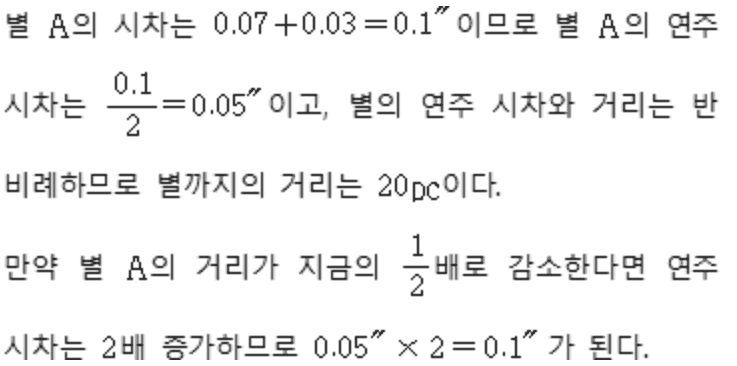 별 A의 시차는 0.07+0.03=0.1″이므로 별 A의 연주
시차는 0.1/2=0.05″이고, 별의 연주 시차와 거리는 반
비례하므로 별까지의 거리는 20pc이다.
만약 별 A의 거리가 지금의 1/2배로 감소한다면 연주
시차는 2배 증가하므로 0.05″×2=0.1″가 된다.